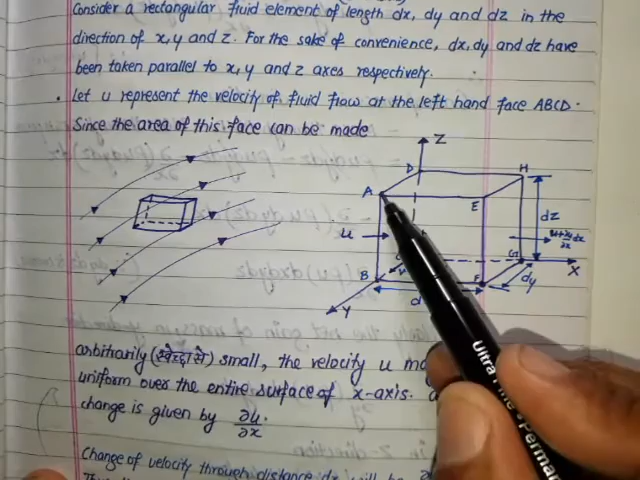 Consider a rectangular fluid element of length dx, dy and dz in the
direction of x, y and z. For the sake of convenience, dx, dy and dz have
been taken parallel to x, y and z axes respectively.
• Let u represent the velocity of fluid flow at the left hand face ABCD.
Since the area of this face can be made
Z
D
H
A
E
dz
u
u+∂u/∂x dx
G
X
B
F
dy
Y
d
arbitrarily (स्वेच्छा से) small, the velocity u
uniform over the entire surface of x-axis.
change is given by ∂u/∂x.
Change of velocity through distance dx will be
Ultra Fine Perma